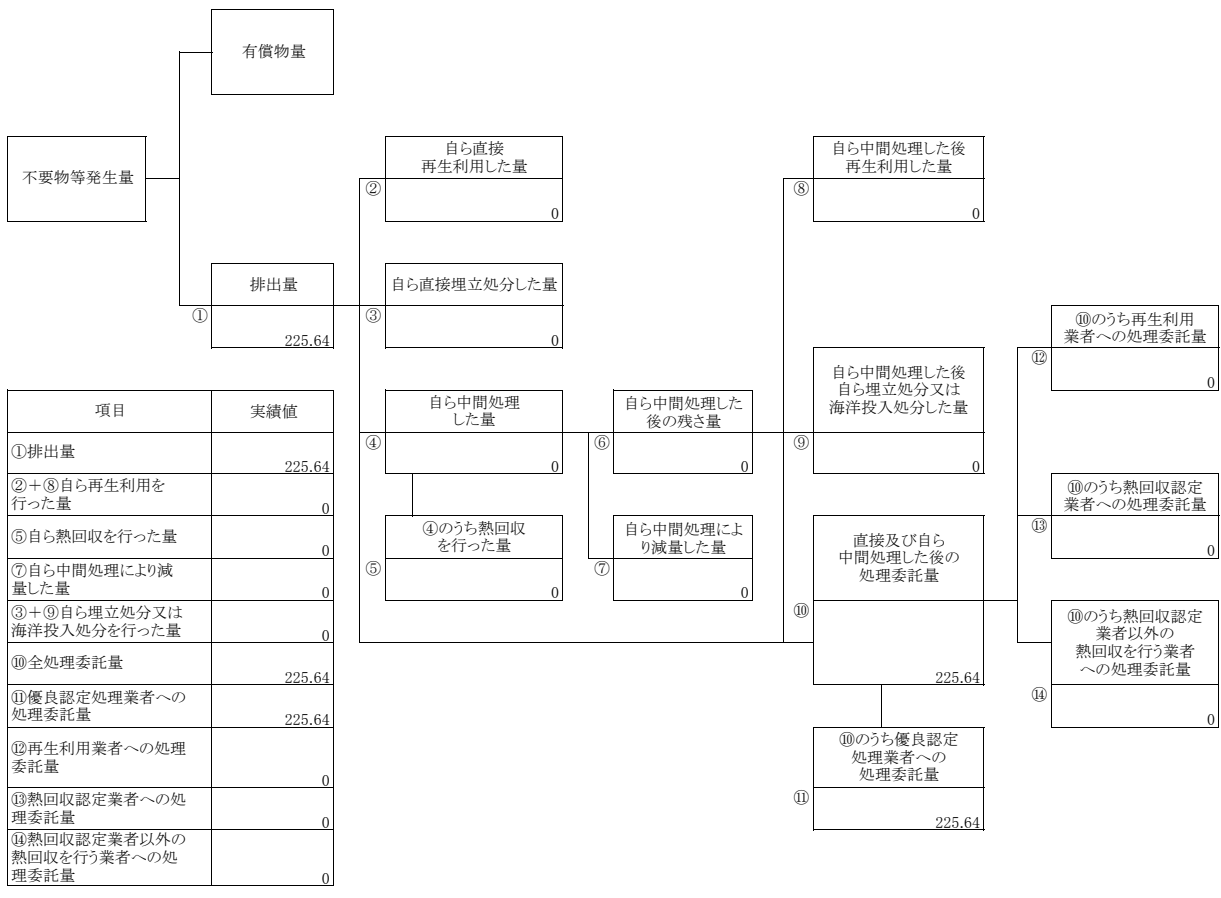 有償物量
不要物等発生量
自ら直接
再生利用した量
②
0
自ら中間処理した後
再生利用した量
⑧
0
排出量
①
225.64
自ら直接埋立処分した量
③
0
⑩のうち再生利用
業者への処理委託量
⑫
0
自ら中間処理
した量
④
0
自ら中間処理した
後の残さ量
⑥
0
自ら中間処理した後
自ら埋立処分又は
海洋投入処分した量
⑨
0
⑩のうち熱回収認定
業者への処理委託量
⑬
0
④のうち熱回収
を行った量
⑤
0
自ら中間処理によ
り減量した量
⑦
0
直接及び自ら
中間処理した後の
処理委託量
⑩
225.64
⑩のうち熱回収認定
業者以外の
熱回収を行う業者
への処理委託量
⑭
0
⑩のうち優良認定
処理業者への
処理委託量
⑪
225.64
項目 実績値
①排出量
225.64
②＋⑧自ら再生利用を
行った量
0
⑤自ら熱回収を行った量
0
⑦自ら中間処理により減
量した量
0
③＋⑨自ら埋立処分又は
海洋投入処分を行った量
0
⑩全処理委託量
225.64
⑪優良認定処理業者への
処理委託量
225.64
⑫再生利用業者への処理
委託量
0
⑬熱回収認定業者への処
理委託量
0
⑭熱回収認定業者以外の
熱回収を行う業者への処
理委託量
0